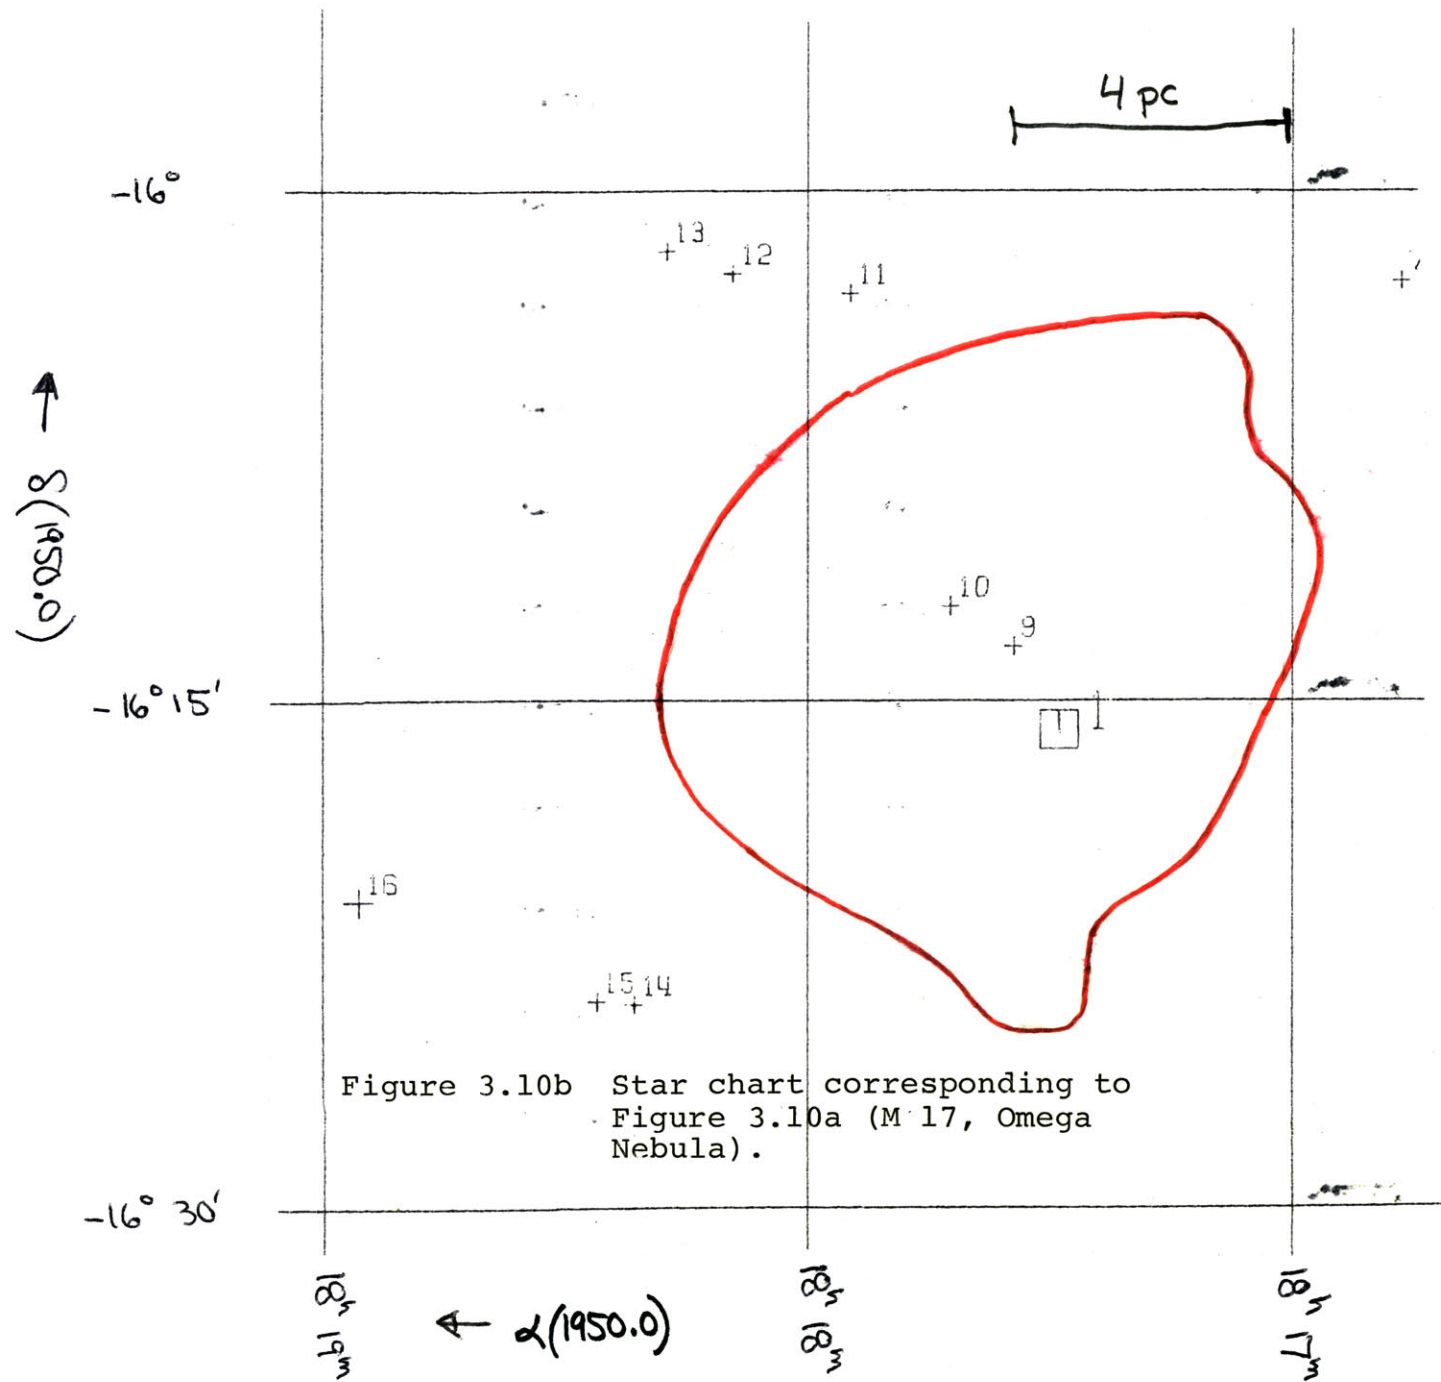 4 pc
-16°
13
12
11
δ(1950.0)
10
9
-16° 15'
1
16
15 14
Figure 3.10b Star chart corresponding to
Figure 3.10a (M 17, Omega
Nebula).
-16° 30'
18h 19m
18h 18m
18h 17m
← α(1950.0)